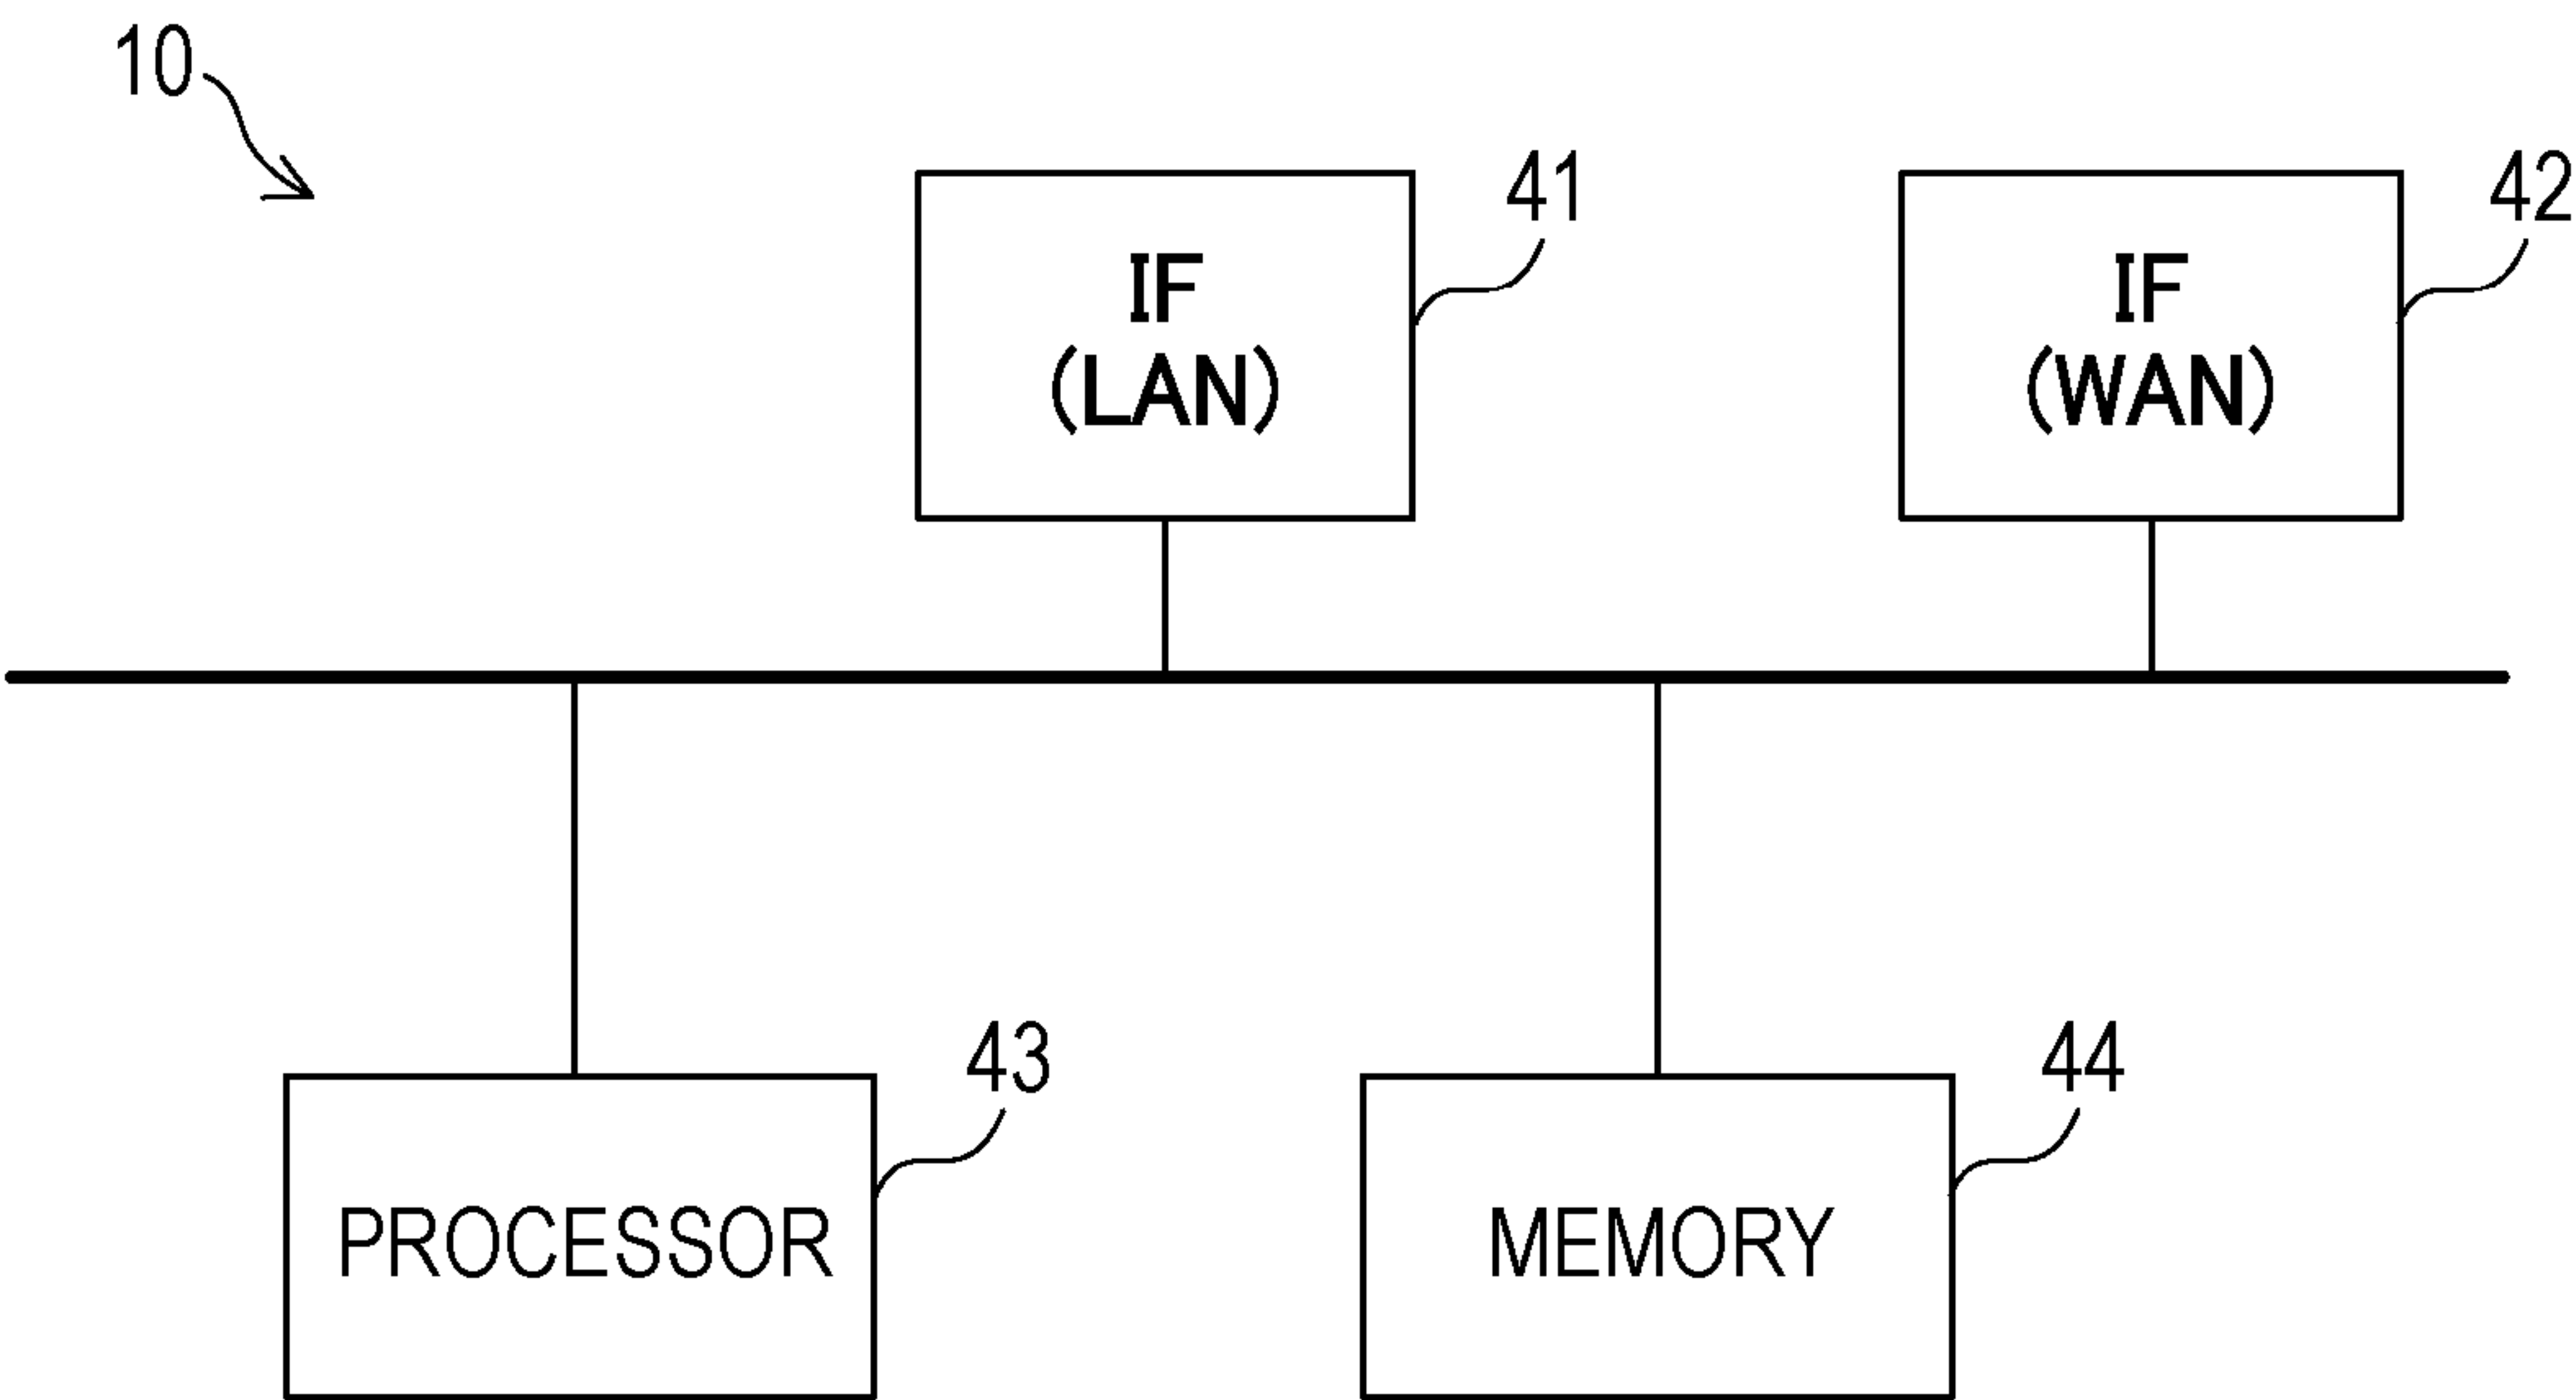 10
41
42
IF
(LAN)
IF
(WAN)
43
44
PROCESSOR
MEMORY